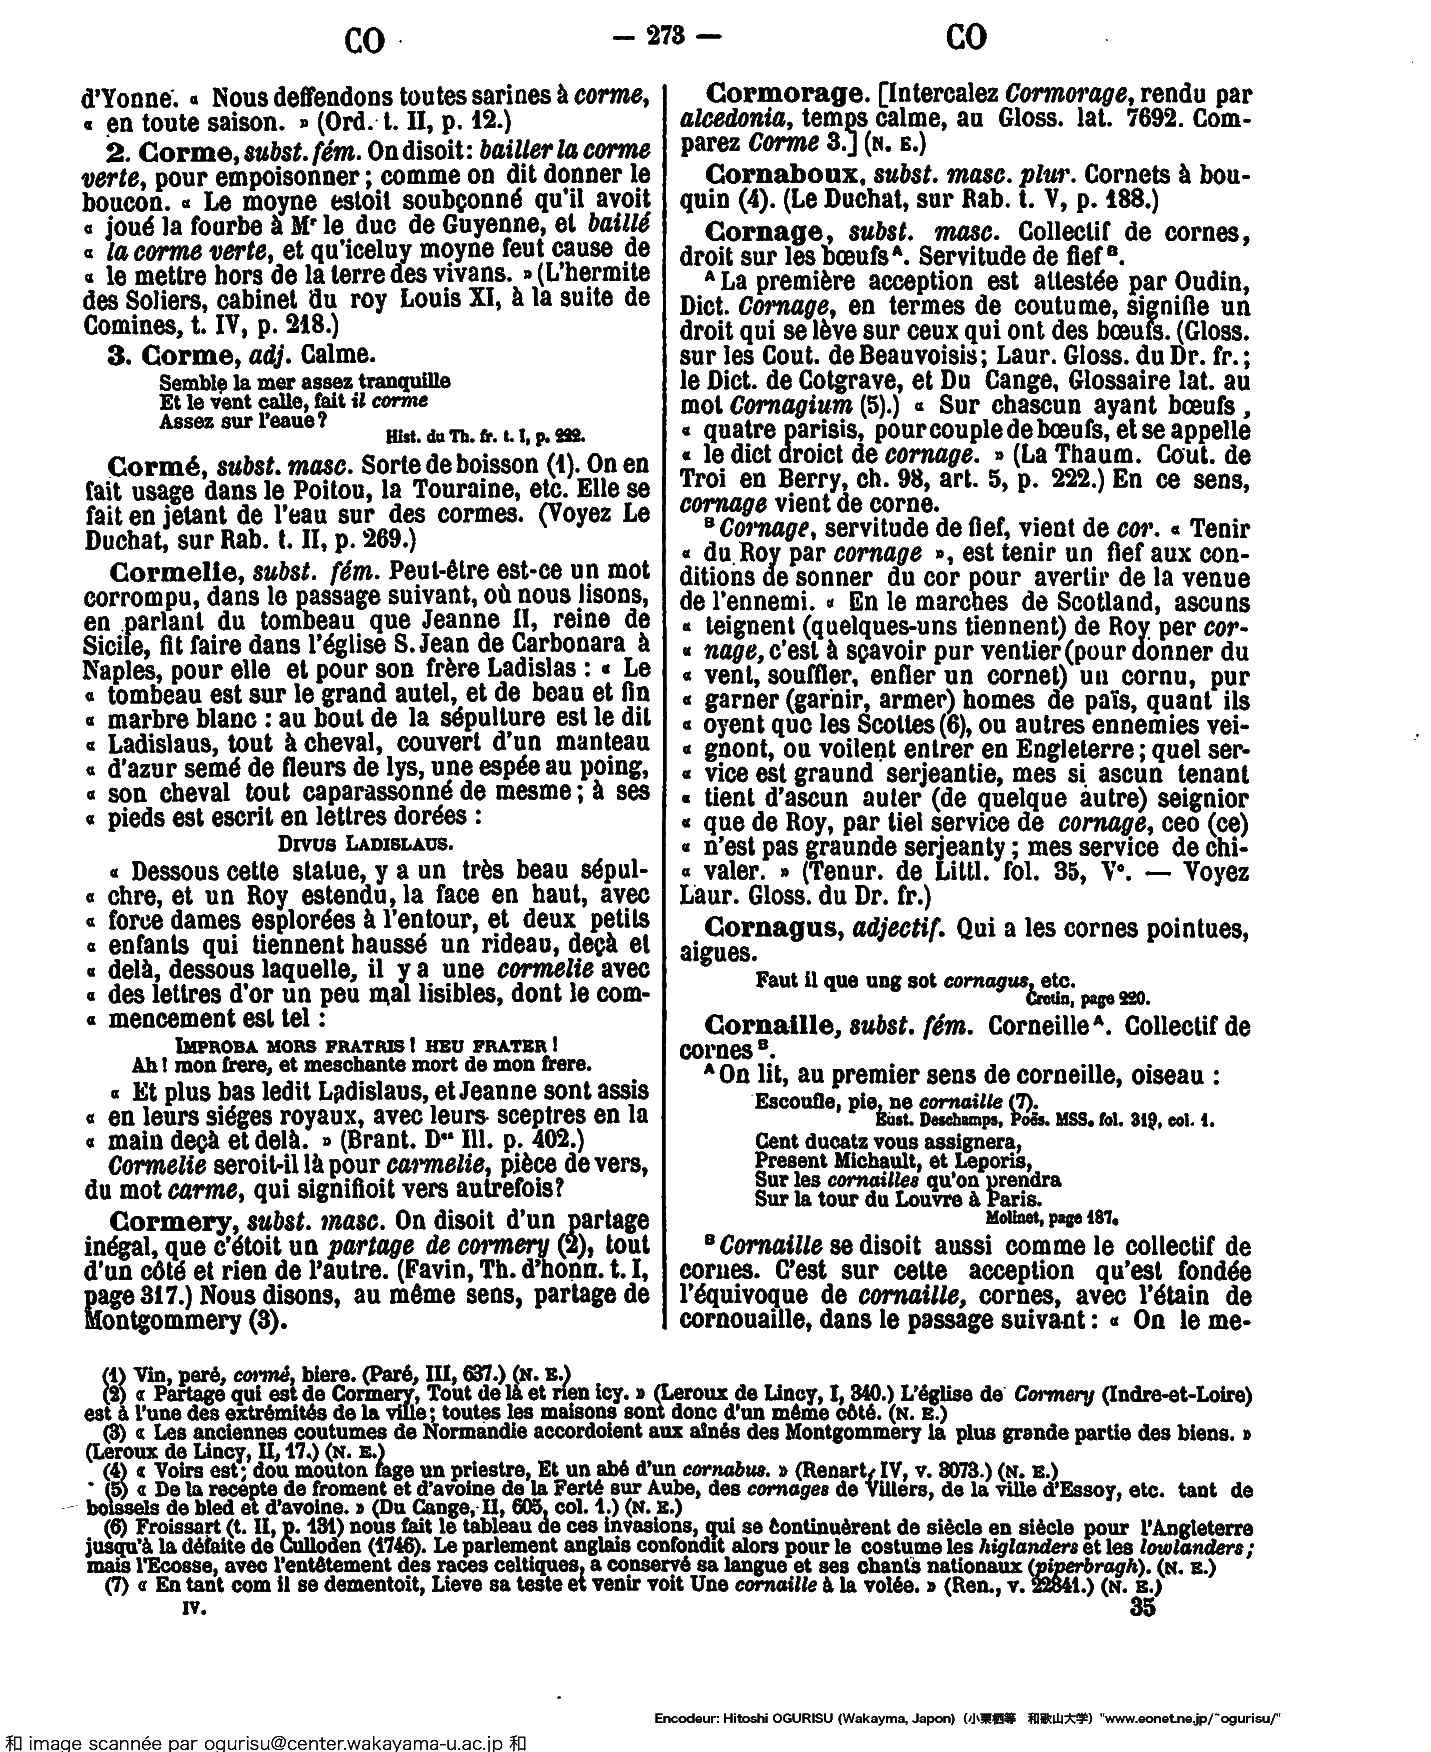 CO — 273 — CO
d'Yonne. « Nous deffendons toutes sarines à corme,
« en toute saison. » (Ord. t. II, p. 12.)
2. Corme, subst. fém. On disoit : bailler la corme
verte, pour empoisonner ; comme on dit donner le
boucon. « Le moyne estoit soubçonné qu'il avoit
« joué la fourbe à Mr le duc de Guyenne, et baillé
« la corme verte, et qu'iceluy moyne feut cause de
« le mettre hors de la terre des vivans. » (L'hermite
des Soliers, cabinet du roy Louis XI, à la suite de
Comines, t. IV, p. 218.)
3. Corme, adj. Calme.
Semble la mer assez tranquille
Et le vent calle, fait il corme
Assez sur l'eaue ?
Hist. du Th. fr. t. I, p. 222.
Cormé, subst. masc. Sorte de boisson (1). On en
fait usage dans le Poitou, la Touraine, etc. Elle se
fait en jetant de l'eau sur des cormes. (Voyez Le
Duchat, sur Rab. t. II, p. 269.)
Cormelie, subst. fém. Peut-être est-ce un mot
corrompu, dans le passage suivant, où nous lisons,
en parlant du tombeau que Jeanne II, reine de
Sicile, fit faire dans l'église S. Jean de Carbonara à
Naples, pour elle et pour son frère Ladislas : « Le
« tombeau est sur le grand autel, et de beau et fin
« marbre blanc : au bout de la sépulture est le dit
« Ladislaus, tout à cheval, couvert d'un manteau
« d'azur semé de fleurs de lys, une espée au poing,
« son cheval tout caparassonné de mesme ; à ses
« pieds est escrit en lettres dorées :
DIVUS LADISLAUS.
« Dessous cette statue, y a un très beau sépul-
« chre, et un Roy estendu, la face en haut, avec
« force dames esplorées à l'entour, et deux petits
« enfants qui tiennent haussé un rideau, deçà et
« delà, dessous laquelle, il y a une cormelie avec
« des lettres d'or un peu mal lisibles, dont le com-
« mencement est tel :
IMPROBA MORS FRATRIS ! HEU FRATER !
Ah ! mon frere, et meschante mort de mon frere.
« Et plus bas ledit Ladislaus, et Jeanne sont assis
« en leurs siéges royaux, avec leurs sceptres en la
« main deçà et delà. » (Brant. Des Ill. p. 402.)
Cormelie seroit-il là pour carmelie, pièce de vers,
du mot carme, qui signifioit vers autrefois ?
Cormery, subst. masc. On disoit d'un partage
inégal, que c'étoit un partage de cormery (2), tout
d'un côté et rien de l'autre. (Favin, Th. d'honn. t. I,
page 317.) Nous disons, au même sens, partage de
Montgommery (3).
Cormorage. [Intercalez Cormorage, rendu par
alcedonia, temps calme, au Gloss. lat. 7692. Com-
parez Corme 3.] (N. E.)
Cornaboux, subst. masc. plur. Cornets à bou-
quin (4). (Le Duchat, sur Rab. t. V, p. 188.)
Cornage, subst. masc. Collectif de cornes,
droit sur les bœufs A. Servitude de fief B.
A La première acception est attestée par Oudin,
Dict. Cornage, en termes de coutume, signifie un
droit qui se lève sur ceux qui ont des bœufs. (Gloss.
sur les Cout. de Beauvoisis ; Laur. Gloss. du Dr. fr. ;
le Dict. de Cotgrave, et Du Cange, Glossaire lat. au
mot Cornagium (5).) « Sur chascun ayant bœufs,
« quatre parisis, pour couple de bœufs, et se appelle
« le dict droict de cornage. » (La Thaum. Cout. de
Troi en Berry, ch. 98, art. 5, p. 222.) En ce sens,
cornage vient de corne.
B Cornage, servitude de fief, vient de cor. « Tenir
« du Roy par cornage », est tenir un fief aux con-
ditions de sonner du cor pour avertir de la venue
de l'ennemi. « En le marches de Scotland, ascuns
« teignent (quelques-uns tiennent) de Roy per cor-
« nage, c'est à sçavoir pur ventier (pour donner du
« vent, souffler, enfler un cornet) un cornu, pur
« garner (garnir, armer) homes de païs, quant ils
« oyent que les Scottes (6), ou autres ennemies vei-
« gnont, ou voilent entrer en Engleterre ; quel ser-
« vice est graund serjeantie, mes si ascun tenant
« tient d'ascun auter (de quelque autre) seignior
« que de Roy, par tiel service de cornage, ceo (ce)
« n'est pas graunde serjeanty ; mes service de chi-
« valer. » (Tenur. de Littl. fol. 35, Vo. — Voyez
Laur. Gloss. du Dr. fr.)
Cornagus, adjectif. Qui a les cornes pointues,
aigues.
Faut il que ung sot cornagus, etc.
Cretin, page 220.
Cornaille, subst. fém. Corneille A. Collectif de
cornes B.
A On lit, au premier sens de corneille, oiseau :
Escoufle, pie, ne cornaille (7).
Eust. Deschamps, Poës. MSS. fol. 319, col. 1.
Cent ducatz vous assignera,
Present Michault, et Leporis,
Sur les cornailles qu'on prendra
Sur la tour du Louvre à Paris.
Molinet, page 187.
B Cornaille se disoit aussi comme le collectif de
cornes. C'est sur cette acception qu'est fondée
l'équivoque de cornaille, cornes, avec l'étain de
cornouaille, dans le passage suivant : « On le me-
(1) Vin, peré, cormé, biere. (Paré, III, 637.) (N. E.)
(2) « Partage qui est de Cormery, Tout de là et rien icy. » (Leroux de Lincy, I, 340.) L'église de Cormery (Indre-et-Loire)
est à l'une des extrémités de la ville ; toutes les maisons sont donc d'un même côté. (N. E.)
(3) « Les anciennes coutumes de Normandie accordoient aux aînés des Montgommery la plus grande partie des biens. »
(Leroux de Lincy, II, 17.) (N. E.)
(4) « Voirs est ; dou mouton fage un priestre, Et un abé d'un cornabus. » (Renart, IV, v. 3073.) (N. E.)
(5) « De la recepte de froment et d'avoine de la Ferté sur Aube, des cornages de Villers, de la ville d'Essoy, etc. tant de
boissels de bled et d'avoine. » (Du Cange, II, 605, col. 1.) (N. E.)
(6) Froissart (t. II, p. 131) nous fait le tableau de ces invasions, qui se continuèrent de siècle en siècle pour l'Angleterre
jusqu'à la défaite de Culloden (1746). Le parlement anglais confondit alors pour le costume les higlanders et les lowlanders ;
mais l'Ecosse, avec l'entêtement des races celtiques, a conservé sa langue et ses chants nationaux (piperbragh). (N. E.)
(7) « En tant com il se dementoit, Lieve sa teste et venir voit Une cornaille à la volée. » (Ren., v. 22841.) (N. E.)
IV. 35
Encodeur: Hitoshi OGURISU (Wakayma, Japon) (小栗栖等 和歌山大学) "www.eonet.ne.jp/~ogurisu/"
和 image scannée par ogurisu@center.wakayama-u.ac.jp 和